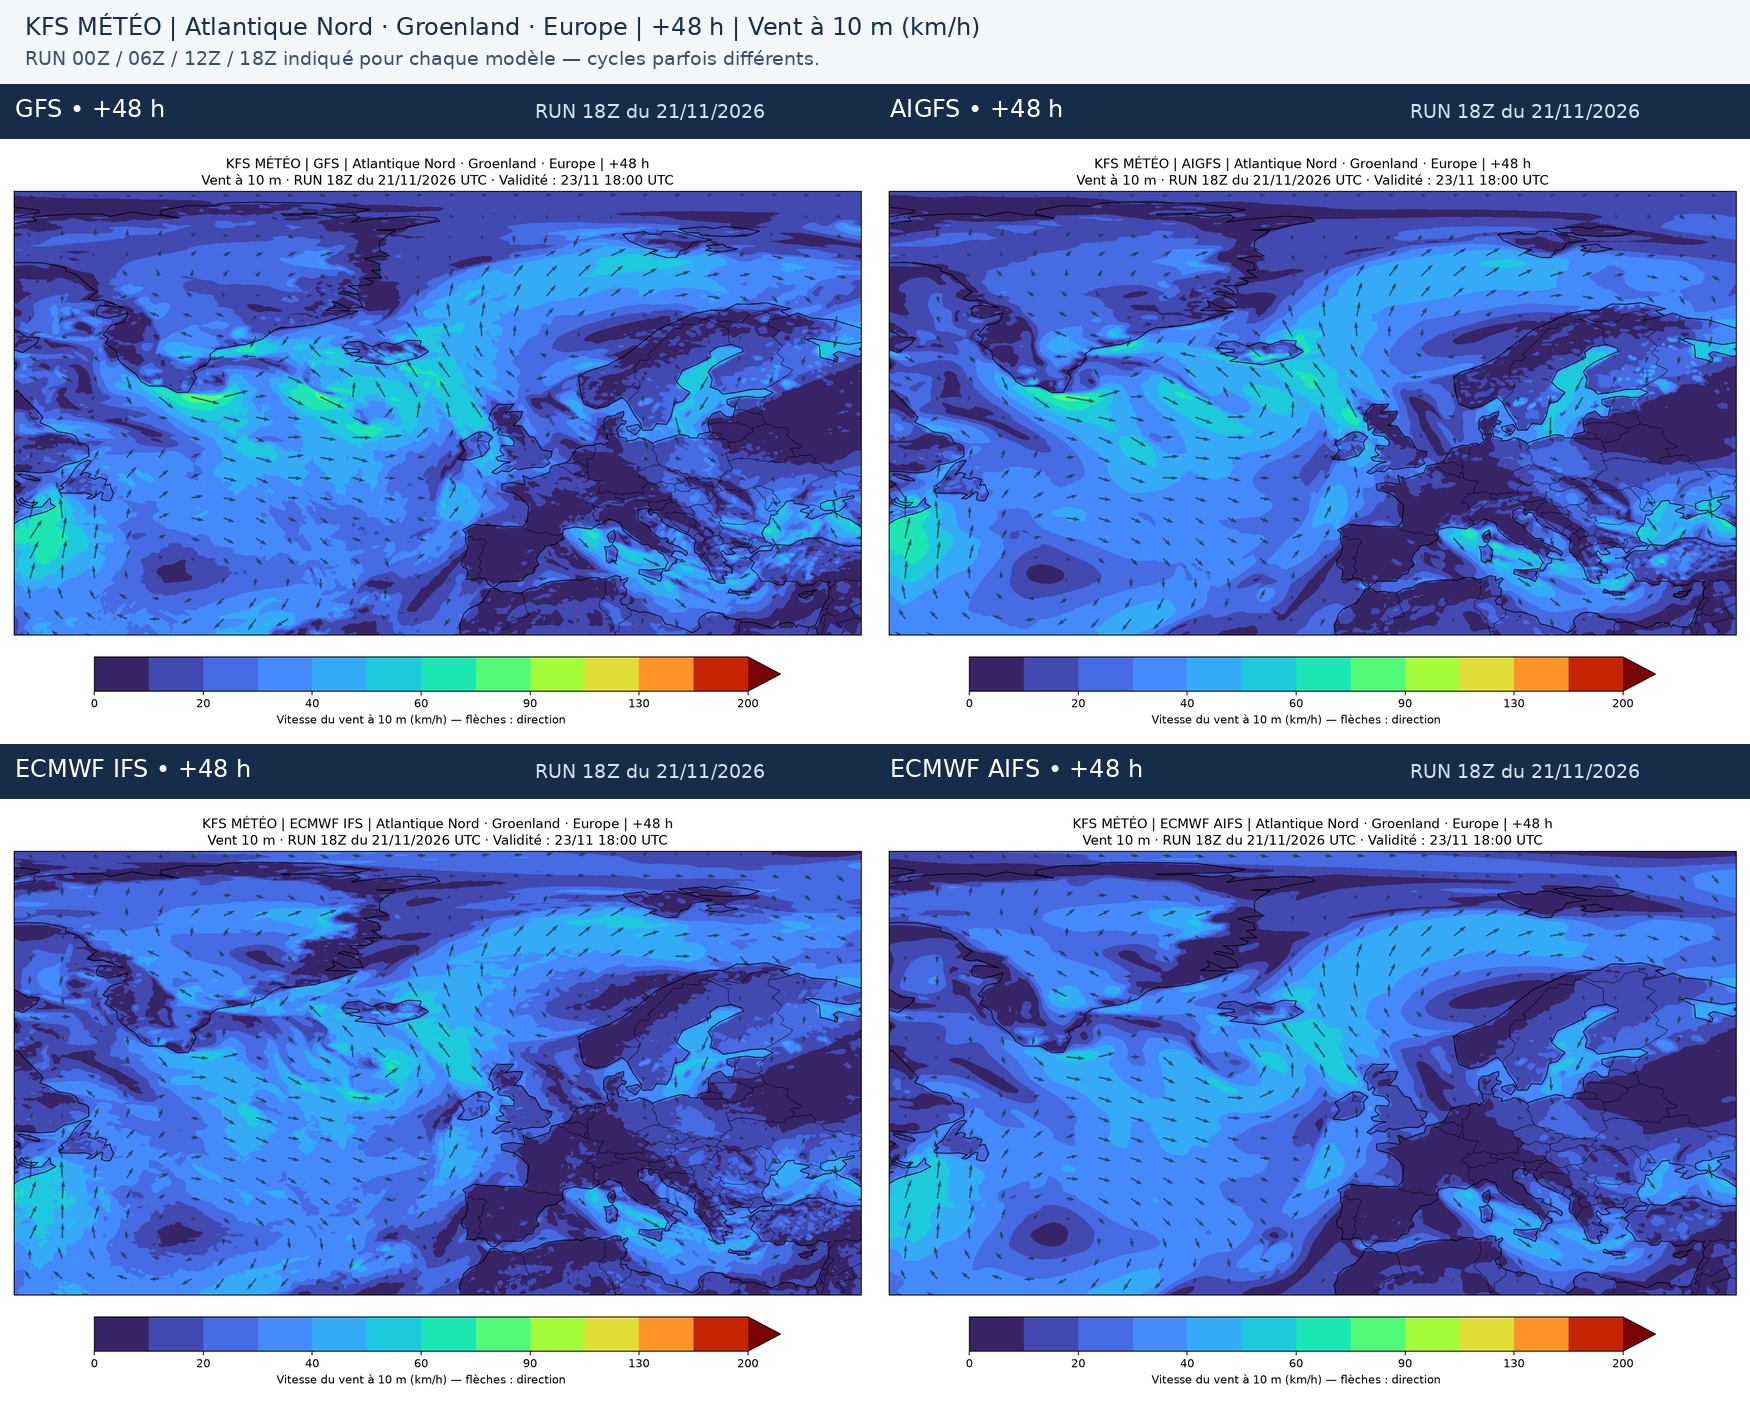 KFS MÉTÉO | Atlantique Nord · Groenland · Europe | +48 h | Vent à 10 m (km/h)
RUN 00Z / 06Z / 12Z / 18Z indiqué pour chaque modèle — cycles parfois différents.
GFS • +48 h
RUN 18Z du 21/11/2026
KFS MÉTÉO | GFS | Atlantique Nord · Groenland · Europe | +48 h
Vent à 10 m · RUN 18Z du 21/11/2026 UTC · Validité : 23/11 18:00 UTC
0 20 40 60 90 130 200
Vitesse du vent à 10 m (km/h) — flèches : direction
AIGFS • +48 h
RUN 18Z du 21/11/2026
KFS MÉTÉO | AIGFS | Atlantique Nord · Groenland · Europe | +48 h
Vent à 10 m · RUN 18Z du 21/11/2026 UTC · Validité : 23/11 18:00 UTC
0 20 40 60 90 130 200
Vitesse du vent à 10 m (km/h) — flèches : direction
ECMWF IFS • +48 h
RUN 18Z du 21/11/2026
KFS MÉTÉO | ECMWF IFS | Atlantique Nord · Groenland · Europe | +48 h
Vent 10 m · RUN 18Z du 21/11/2026 UTC · Validité : 23/11 18:00 UTC
0 20 40 60 90 130 200
Vitesse du vent à 10 m (km/h) — flèches : direction
ECMWF AIFS • +48 h
RUN 18Z du 21/11/2026
KFS MÉTÉO | ECMWF AIFS | Atlantique Nord · Groenland · Europe | +48 h
Vent 10 m · RUN 18Z du 21/11/2026 UTC · Validité : 23/11 18:00 UTC
0 20 40 60 90 130 200
Vitesse du vent à 10 m (km/h) — flèches : direction